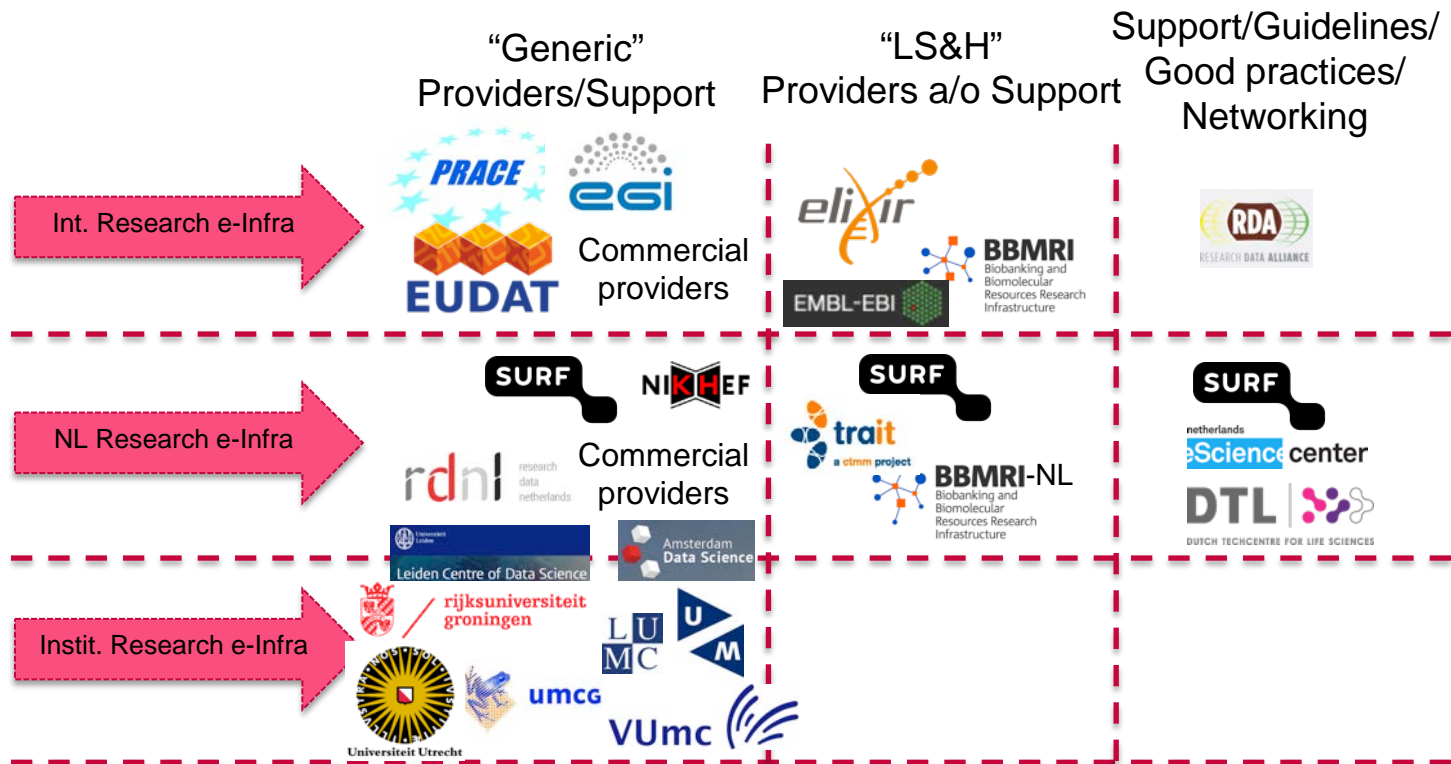 “Generic”
Providers/Support
“LS&H”
Providers a/o Support
Support/Guidelines/
Good practices/
Networking
Int. Research e-Infra
PRACE
egi
EUDAT
Commercial
providers
elixir
BBMRI
Biobanking and
Biomolecular
Resources Research
Infrastructure
EMBL-EBI
RDA
RESEARCH DATA ALLIANCE
NL Research e-Infra
SURF
NIKHEF
rdnl
research
data
netherlands
Commercial
providers
Universiteit
Leiden
Leiden Centre of Data Science
Amsterdam
Data Science
SURF
trait
a ctmm project
BBMRI-NL
Biobanking and
Biomolecular
Resources Research
Infrastructure
SURF
netherlands
eScience center
DTL
DUTCH TECHCENTRE FOR LIFE SCIENCES
Instit. Research e-Infra
rijksuniversiteit
groningen
LU
MC
U
M
Universiteit Utrecht
umcg
VUmc